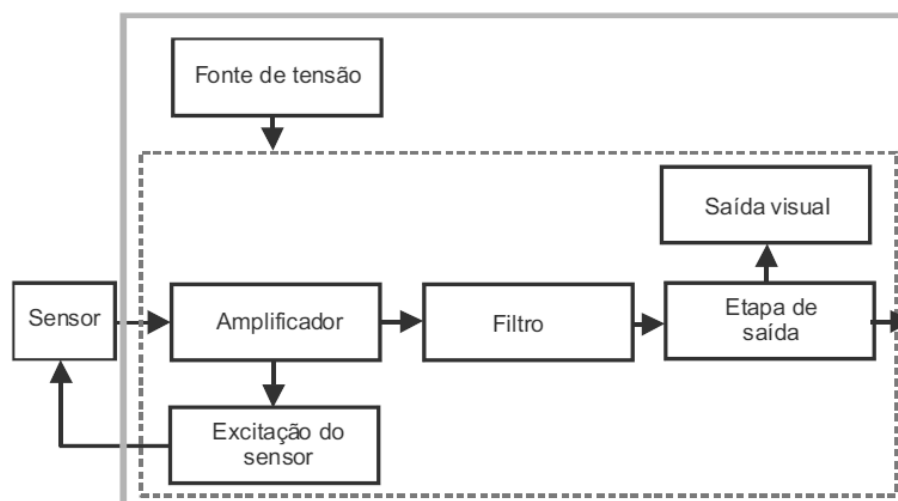 Fonte de tensão
Saída visual
Sensor
Amplificador
Filtro
Etapa de
saída
Excitação do
sensor